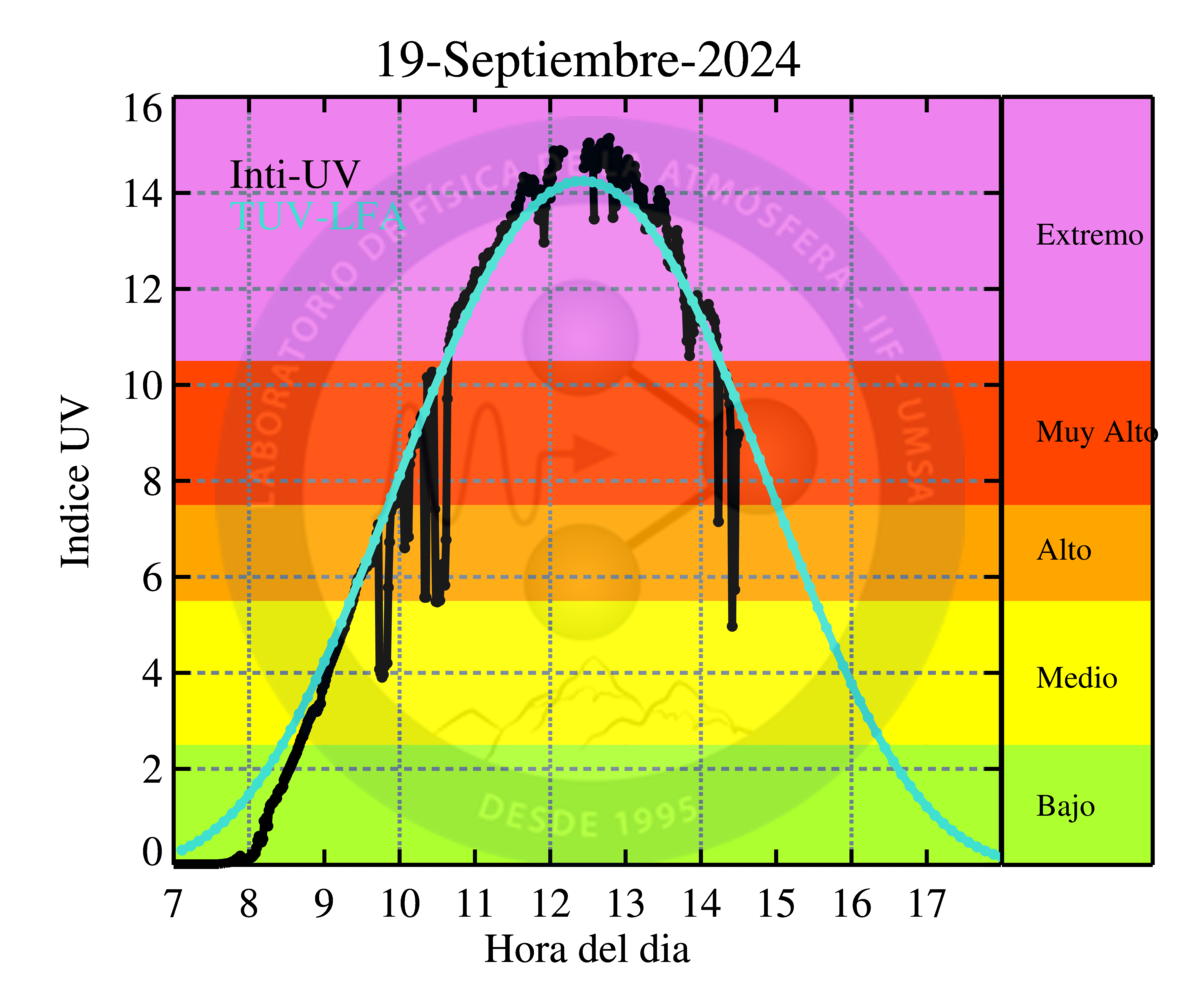 19-Septiembre-2024
16
14
12
10
8
6
4
2
0
Indice UV
Inti-UV
TUV-LFA
LABORATORIO DE FÍSICA DE LA ATMÓSFERA - IIF - UMSA
DESDE 1995
Extremo
Muy Alto
Alto
Medio
Bajo
7 8 9 10 11 12 13 14 15 16 17
Hora del dia